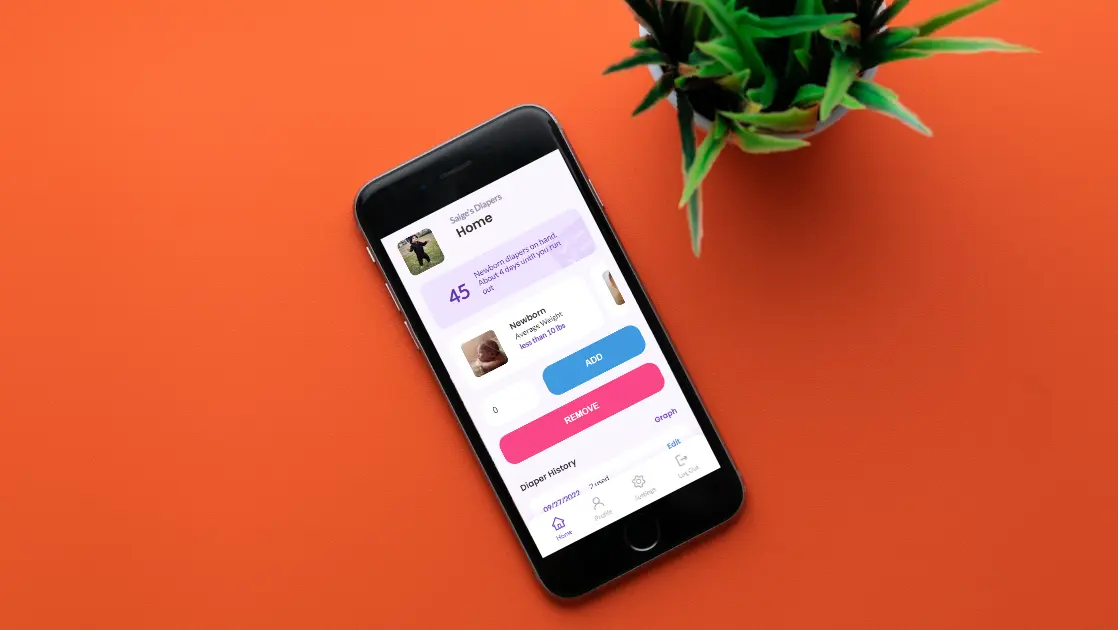 Saige's Diapers
Home
45
Newborn diapers on hand.
About 4 days until you run
out
Newborn
Average Weight
less than 10 lbs
0
ADD
REMOVE
Graph
Diaper History
Edit
09/27/2022
2 used
Home
Profile
Settings
Log Out